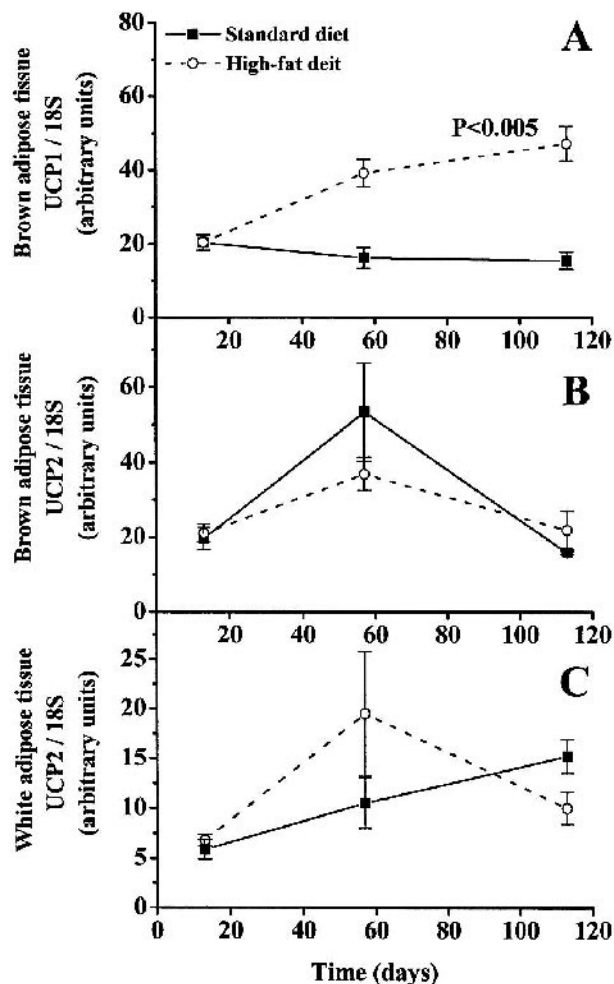 Standard diet
High-fat deit
A
P<0.005
Brown adipose tissue
UCP1 / 18S
(arbitrary units)
80
60
40
20
0
20 40 60 80 100 120
B
Brown adipose tissue
UCP2 / 18S
(arbitrary units)
60
40
20
0
20 40 60 80 100 120
C
White adipose tissue
UCP2 / 18S
(arbitrary units)
25
20
15
10
5
0
0 20 40 60 80 100 120
Time (days)